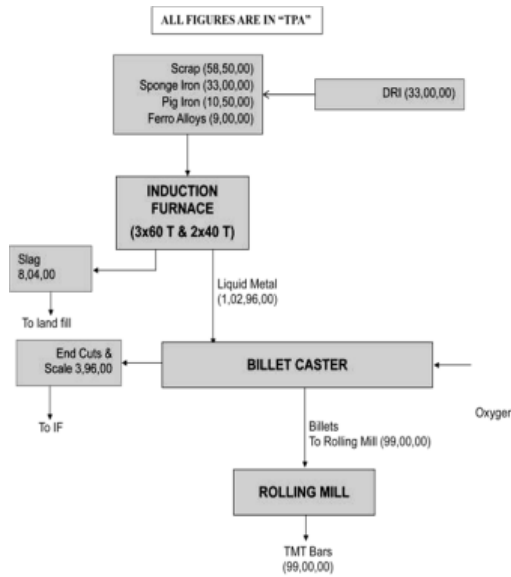 ALL FIGURES ARE IN “TPA”
Scrap (58,50,00)
Sponge Iron (33,00,00)
Pig Iron (10,50,00)
Ferro Alloys (9,00,00)
DRI (33,00,00)
INDUCTION
FURNACE
(3x60 T & 2x40 T)
Slag
8,04,00
To land fill
Liquid Metal
(1,02,96,00)
End Cuts &
Scale 3,96,00
To IF
BILLET CASTER
Oxygen
Billets
To Rolling Mill (99,00,00)
ROLLING MILL
TMT Bars
(99,00,00)